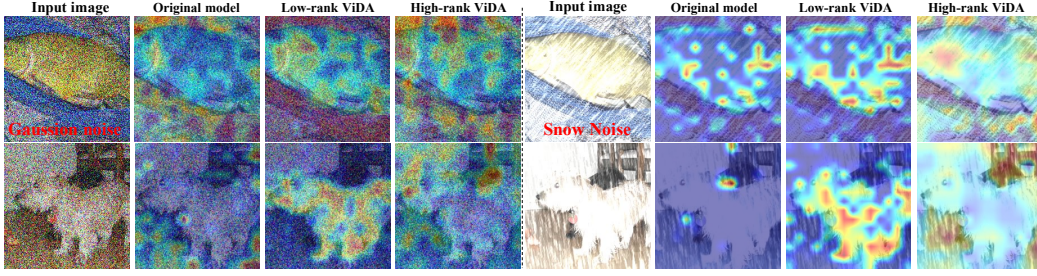 Input image Original model Low-rank ViDA High-rank ViDA Input image Original model Low-rank ViDA High-rank ViDA
Gaussion noise
Snow Noise